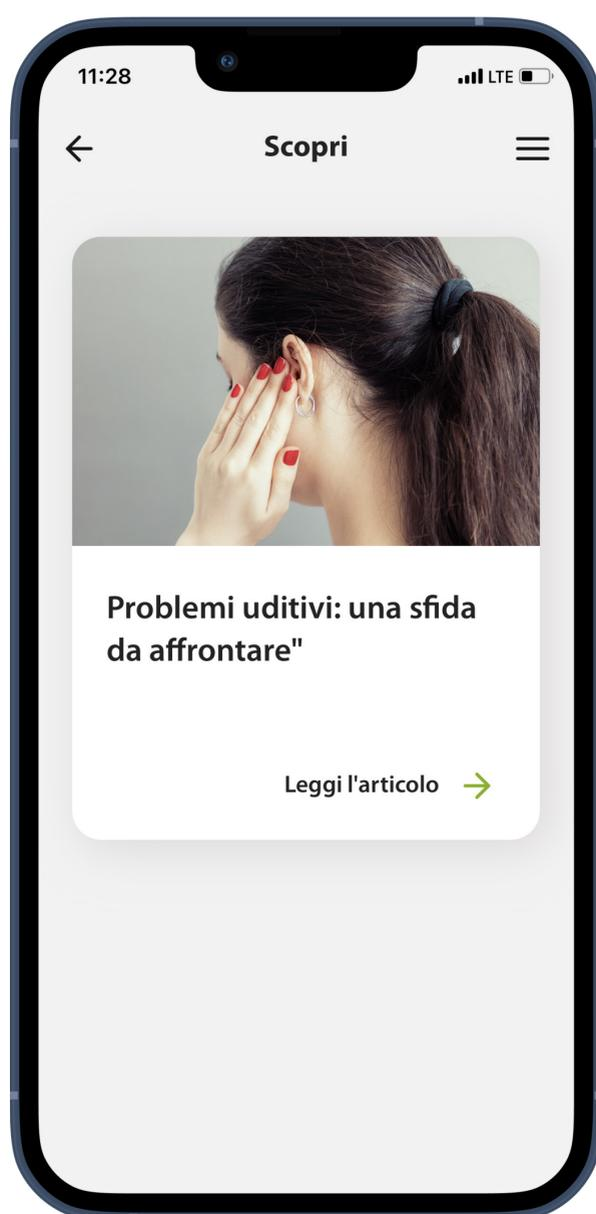 11:28
LTE
Scopri
Problemi uditivi: una sfida
da affrontare"
Leggi l'articolo